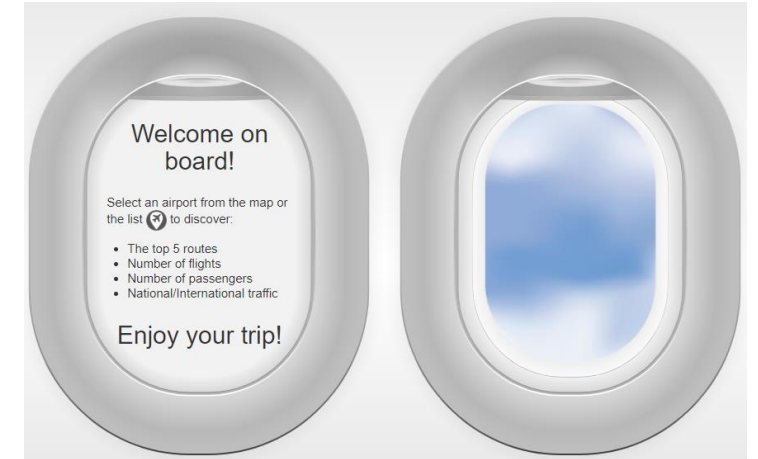 Welcome on
board!
Select an airport from the map or
the list to discover:
• The top 5 routes
• Number of flights
• Number of passengers
• National/International traffic
Enjoy your trip!